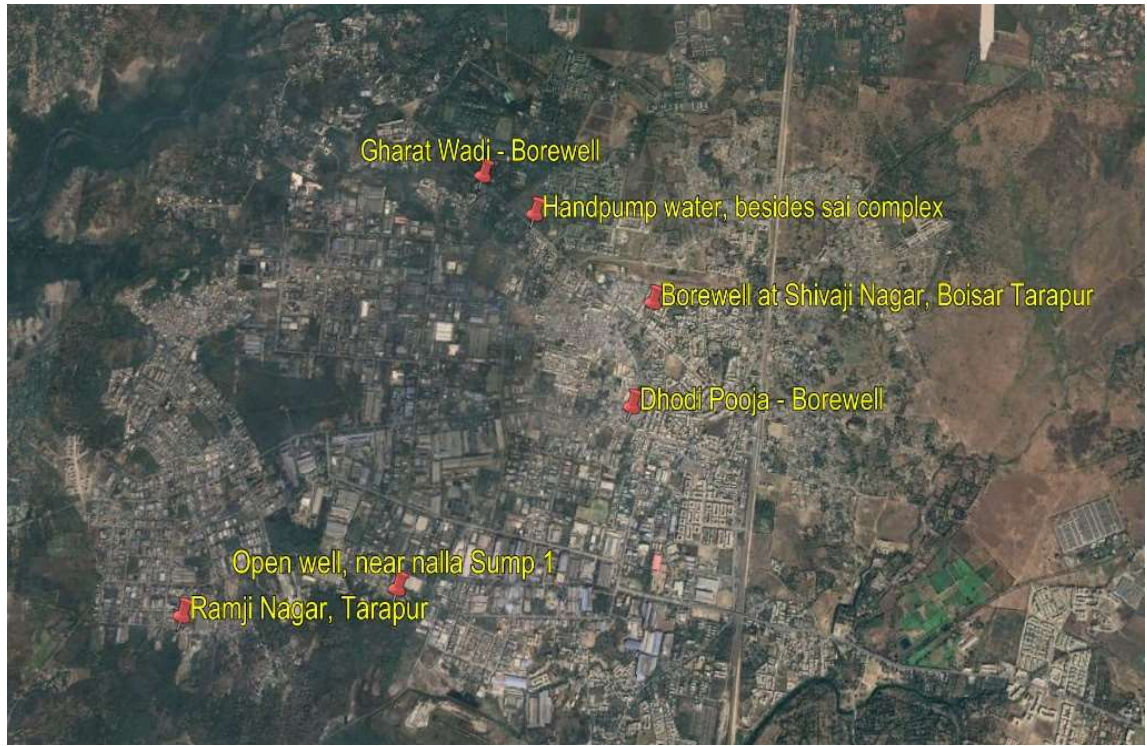 Gharat Wadi - Borewell
Handpump water, besides sai complex
Borewell at Shivaji Nagar, Boisar Tarapur
Dhodi Pooja - Borewell
Open well, near nalla Sump 1
Ramji Nagar, Tarapur